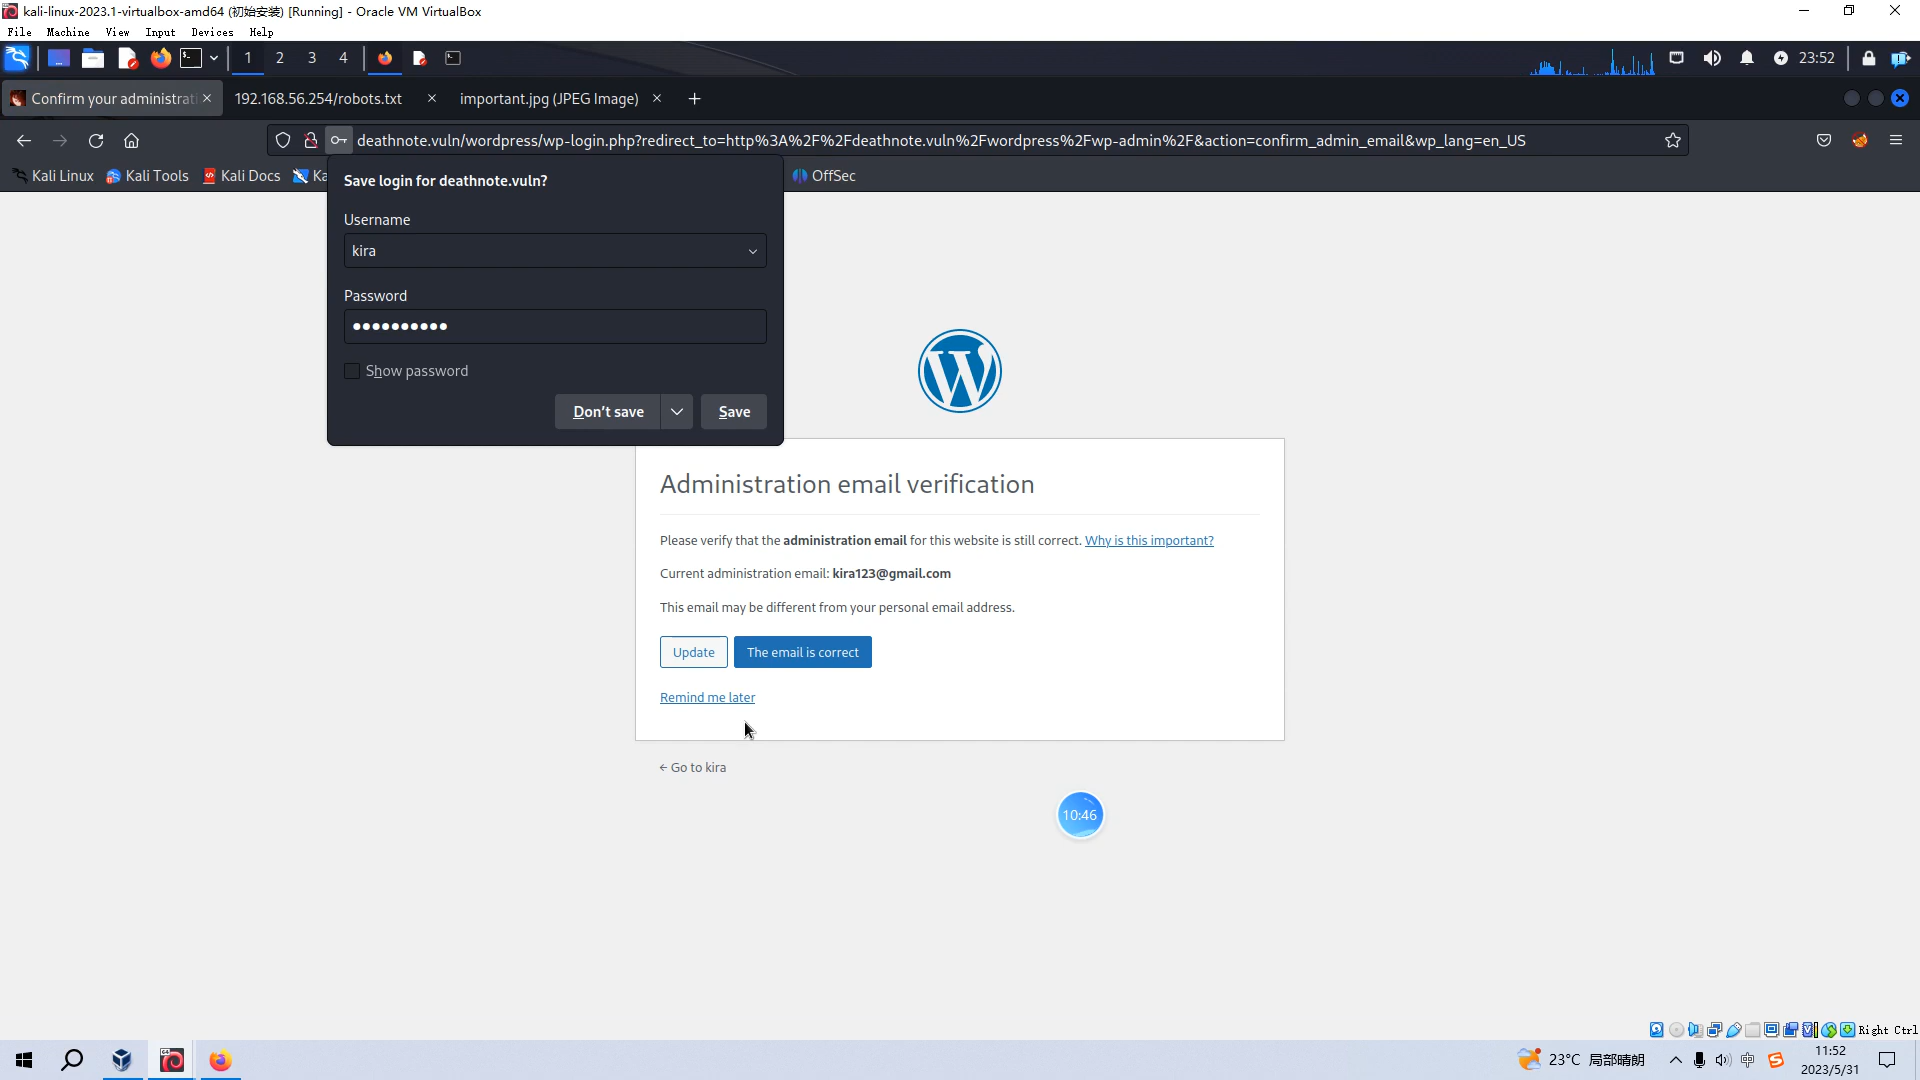 kali-linux-2023.1-virtualbox-amd64 (初始安装) [Running] - Oracle VM VirtualBox
File Machine View Input Devices Help
1 2 3 4
23:52
Confirm your administrati
192.168.56.254/robots.txt
important.jpg (JPEG Image)
deathnote.vuln/wordpress/wp-login.php?redirect_to=http%3A%2F%2Fdeathnote.vuln%2Fwordpress%2Fwp-admin%2F&action=confirm_admin_email&wp_lang=en_US
Kali Linux Kali Tools Kali Docs Ka OffSec
Save login for deathnote.vuln?
Username
kira
Password
••••••••••
Show password
Don't save Save
Administration email verification
Please verify that the administration email for this website is still correct. Why is this important?
Current administration email: kira123@gmail.com
This email may be different from your personal email address.
Update The email is correct
Remind me later
← Go to kira
10:46
Right Ctrl
23°C 局部晴朗
中
11:52
2023/5/31